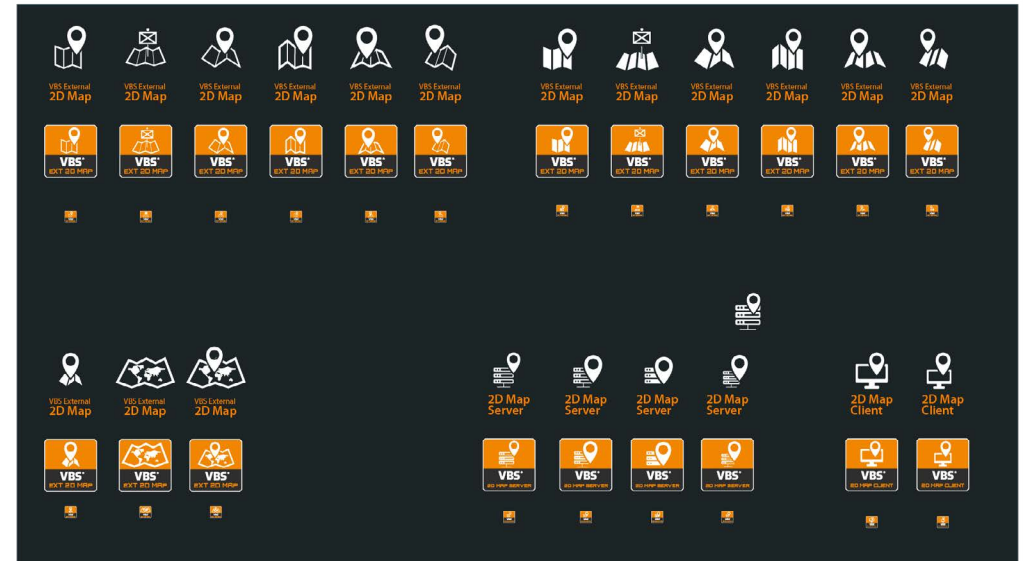 VBS External VBS External VBS External VBS External VBS External VBS External VBS External VBS External VBS External VBS External VBS External VBS External
2D Map 2D Map 2D Map 2D Map 2D Map 2D Map 2D Map 2D Map 2D Map 2D Map 2D Map 2D Map
VBS VBS VBS VBS VBS VBS VBS VBS VBS VBS VBS VBS
EXT 2D MAP EXT 2D MAP EXT 2D MAP EXT 2D MAP EXT 2D MAP EXT 2D MAP EXT 2D MAP EXT 2D MAP EXT 2D MAP EXT 2D MAP EXT 2D MAP EXT 2D MAP
VBS External VBS External VBS External 2D Map 2D Map 2D Map 2D Map 2D Map 2D Map
2D Map 2D Map 2D Map Server Server Server Server Client Client
VBS VBS VBS VBS VBS VBS VBS VBS VBS
EXT 2D MAP EXT 2D MAP EXT 2D MAP 2D MAP SERVER 2D MAP SERVER 2D MAP SERVER 2D MAP SERVER 2D MAP CLIENT 2D MAP CLIENT